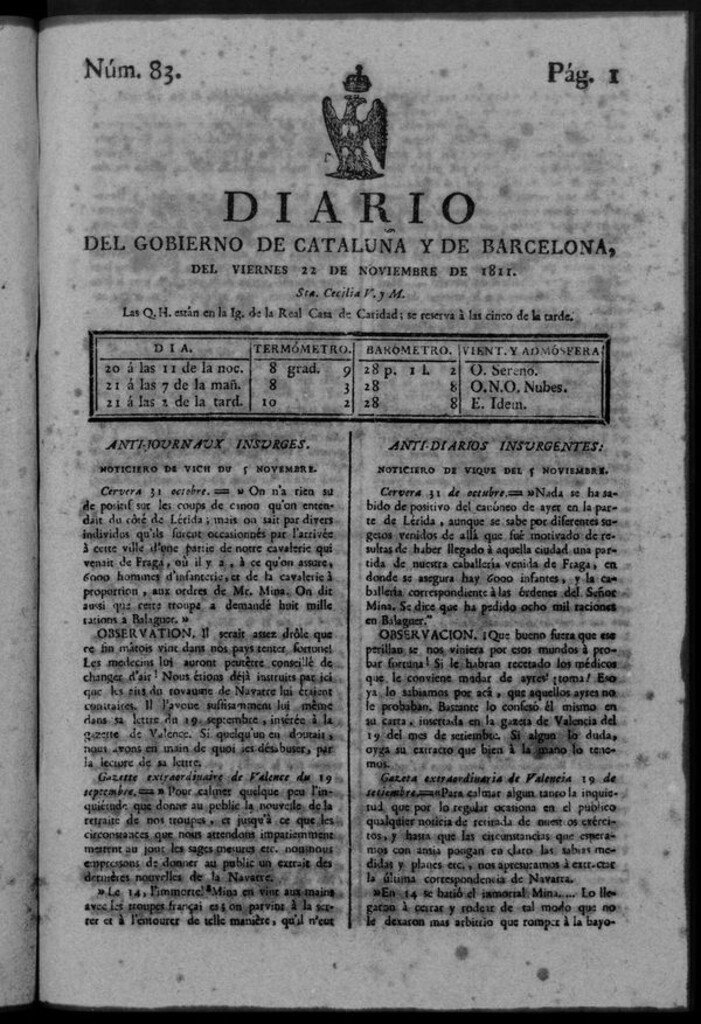 Núm. 83.
Pág. 1
DIARIO
DEL GOBIERNO DE CATALUÑA Y DE BARCELONA,
DEL VIERNES 22 DE NOVIEMBRE DE 1811.
Sta. Cecilia V. y M.
Las Q. H. están en la Ig. de la Real Casa de Caridad; se reserva à las cinco de la tarde.
DIA. TERMÓMETRO. BARÓMETRO. VIENT. Y ADMÓSFERA
20 á las 11 de la noc. 8 grad. 9 28 p. 1 l. 2 O. Sereno.
21 á las 7 de la mañ. 8 3 28 8 O.N.O. Nubes.
21 á las 2 de la tard. 10 2 28 8 E. Idem.
ANTI-JOURNAUX INSURGES.
NOTICIERO DE VICH DU 5 NOVEMBRE.
Cervera 31 octobre. = » On n'a rien su
de positif sur les coups de canon qu'on enten-
dait du côté de Lérida; mais on sait par divers
individus qu'ils furent occasionnés par l'arrivée
à cette ville d'une partie de notre cavalerie qui
venait de Fraga, où il y a, à ce qu'on assure,
6000 hommes d'infanterie, et de la cavalerie à
proportion, aux ordres de Mr. Mina. On dit
aussi que cette troupe a demandé huit mille
rations a Balaguer. »
OBSERVATION. Il serait assez drôle que
ce fin mâtois vint dans nos pays tenter fortune!
Les medecins lui auront peutêtre conseillé de
changer d'air! Nous étions déjà instruits par ici
que les airs du royaume de Navarre lui étaient
contraires. Il l'avoue suffisamment lui même
dans sa lettre du 19 septembre, insérée à la
gazette de Valence. Si quelqu'un en doutait,
nous avons en main de quoi les désabuser, par
la lecture de sa lettre.
Gazette extraordinaire de Valence du 19
septembre. = » Pour calmer quelque peu l'in-
quiétude que donne au public la nouvelle de la
retraite de nos troupes, et jusqu'à ce que les
circonstances que nous attendons impatiemment
mettent au jour les sages mesures etc. nous nous
empressons de donner au public un extrait des
dernières nouvelles de la Navarre.
» Le 14, l'immortel Mina en vint aux mains
avec les troupes français es; on parvint à la ser-
rer et à l'entourer de telle manière, qu'il n'eut
ANTI-DIARIOS INSURGENTES:
NOTICIERO DE VIQUE DEL 5 NOVIEMBRE.
Cervera 31 de octubre. = »Nada se ha sa-
bido de positivo del cañoneo de ayer en la par-
te de Lérida, aunque se sabe por diferentes su-
getos venidos de allá que fué motivado de re-
sultas de haber llegado à aquella ciudad una par-
tida de nuestra caballería venida de Fraga, en
donde se asegura hay 6000 infantes, y la ca-
ballería correspondiente à las órdenes del Señor
Mina. Se dice que ha pedido ocho mil raciones
en Balaguer."
OBSERVACION. ¡Que bueno fuera que ese
perillan se nos viniera por esos mundos à pro-
bar fortuna! Si le habran recetado los médicos
que le conviene mudar de ayres! ¡toma! Eso
ya lo sabiamos por acá, que aquellos ayres no
le probaban. Bastante lo confesó él mismo en
su carta, insertada en la gazeta de Valencia del
19 del mes de setiembre. Si algun lo duda,
oyga su extracto que bien à la mano lo tene-
mos.
Gazeta extraordinaria de Valencia 19 de
setiembre. = »Para calmar algun tanto la inquie-
tud que por lo regular ocasiona en el público
qualquier noticia de retirada de nuestros exérci-
tos, y hasta que las circunstancias que espera-
mos con ansia pongan en claro las sabias me-
didas y planes etc., nos apresuramos à extractar
la última correspondencia de Navarra.
»En 14 se batió el inmortal Mina.... Lo lle-
garon à cerrar y rodear de tal modo que no
le dexaron mas arbitrio que romper à la bayo-